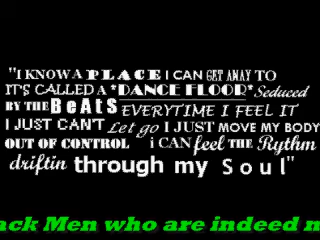 "I KNOW A PLACE I CAN GET AWAY TO
IT'S CALLED A *DANCE FLOOR* Seduced
BY THE BeAtS EVERYTIME I FEEL IT
I JUST CAN'T Let go I JUST MOVE MY BODY
OUT OF CONTROL i CAN feel THE Rythm
driftin through my Soul"
ack Men who are indeed m